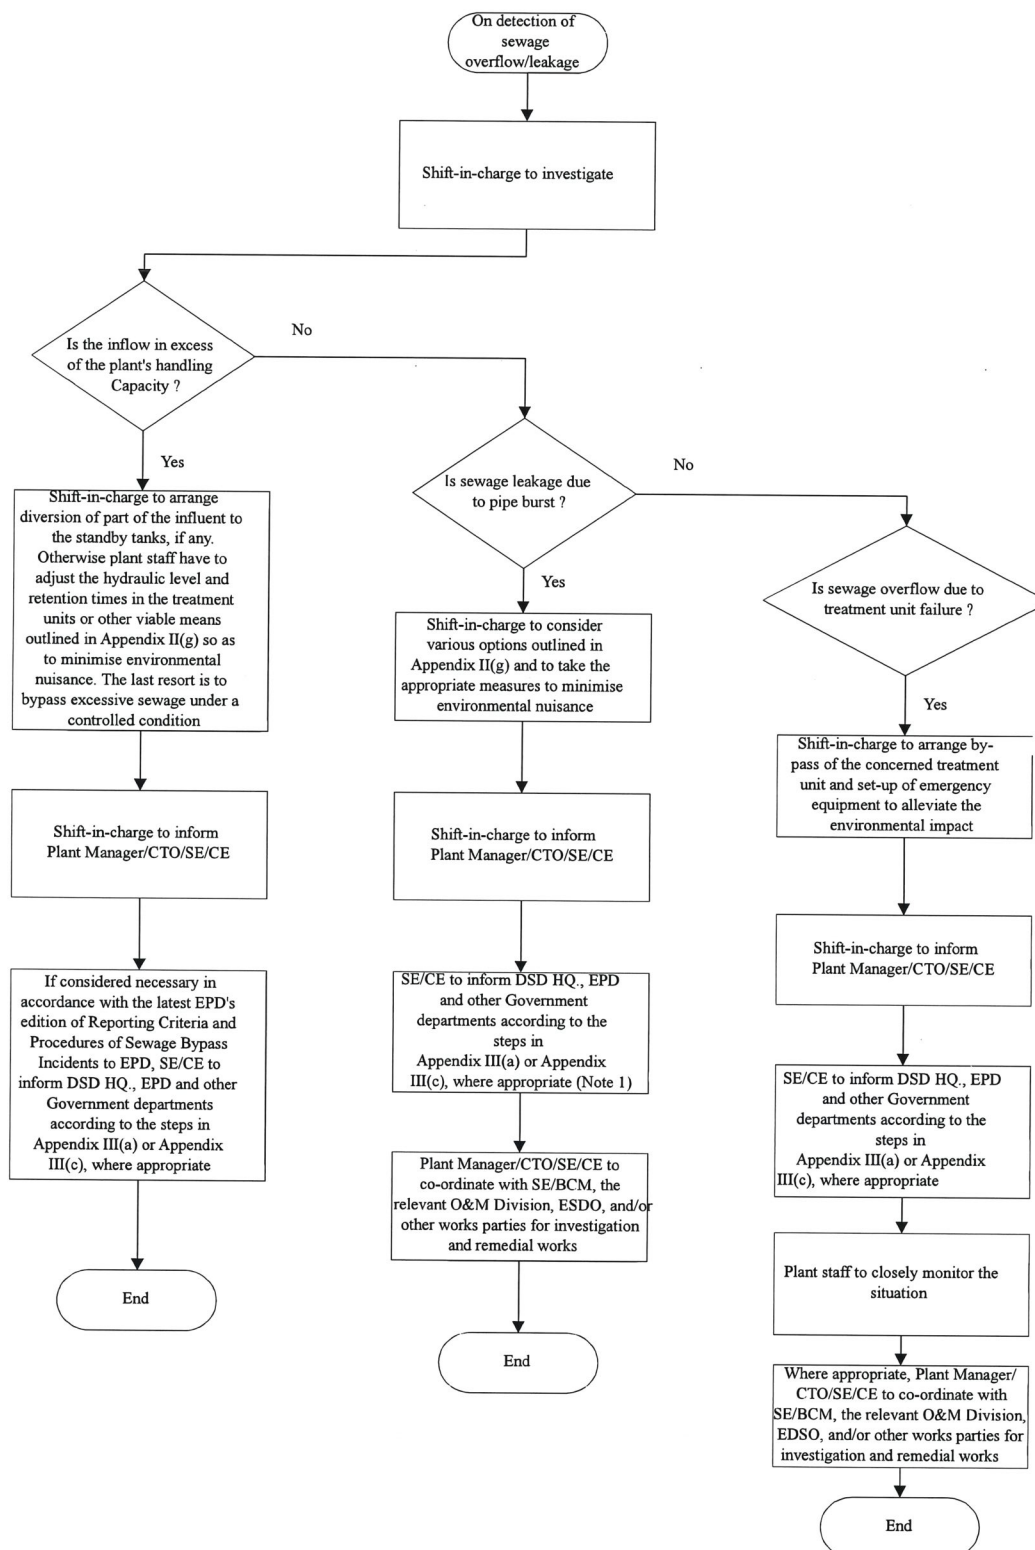 On detection of
sewage
overflow/leakage
Shift-in-charge to investigate
Is the inflow in excess
of the plant's handling
Capacity ?
No
Yes
Is sewage leakage due
to pipe burst ?
No
Yes
Is sewage overflow due to
treatment unit failure ?
Yes
Shift-in-charge to arrange
diversion of part of the influent to
the standby tanks, if any.
Otherwise plant staff have to
adjust the hydraulic level and
retention times in the treatment
units or other viable means
outlined in Appendix II(g) so as
to minimise environmental
nuisance. The last resort is to
bypass excessive sewage under a
controlled condition
Shift-in-charge to inform
Plant Manager/CTO/SE/CE
If considered necessary in
accordance with the latest EPD's
edition of Reporting Criteria and
Procedures of Sewage Bypass
Incidents to EPD, SE/CE to
inform DSD HQ., EPD and other
Government departments
according to the steps in
Appendix III(a) or Appendix
III(c), where appropriate
End
Shift-in-charge to consider
various options outlined in
Appendix II(g) and to take the
appropriate measures to minimise
environmental nuisance
Shift-in-charge to inform
Plant Manager/CTO/SE/CE
SE/CE to inform DSD HQ., EPD
and other Government
departments according to the
steps in
Appendix III(a) or Appendix
III(c), where appropriate (Note 1)
Plant Manager/CTO/SE/CE to
co-ordinate with SE/BCM, the
relevant O&M Division, ESDO, and/or
other works parties for investigation
and remedial works
End
Shift-in-charge to arrange by-
pass of the concerned treatment
unit and set-up of emergency
equipment to alleviate the
environmental impact
Shift-in-charge to inform
Plant Manager/CTO/SE/CE
SE/CE to inform DSD HQ., EPD
and other Government
departments according to the
steps in
Appendix III(a) or Appendix
III(c), where appropriate
Plant staff to closely monitor the
situation
Where appropriate, Plant Manager/
CTO/SE/CE to co-ordinate with
SE/BCM, the relevant O&M Division,
EDSO, and/or other works parties for
investigation and remedial works
End